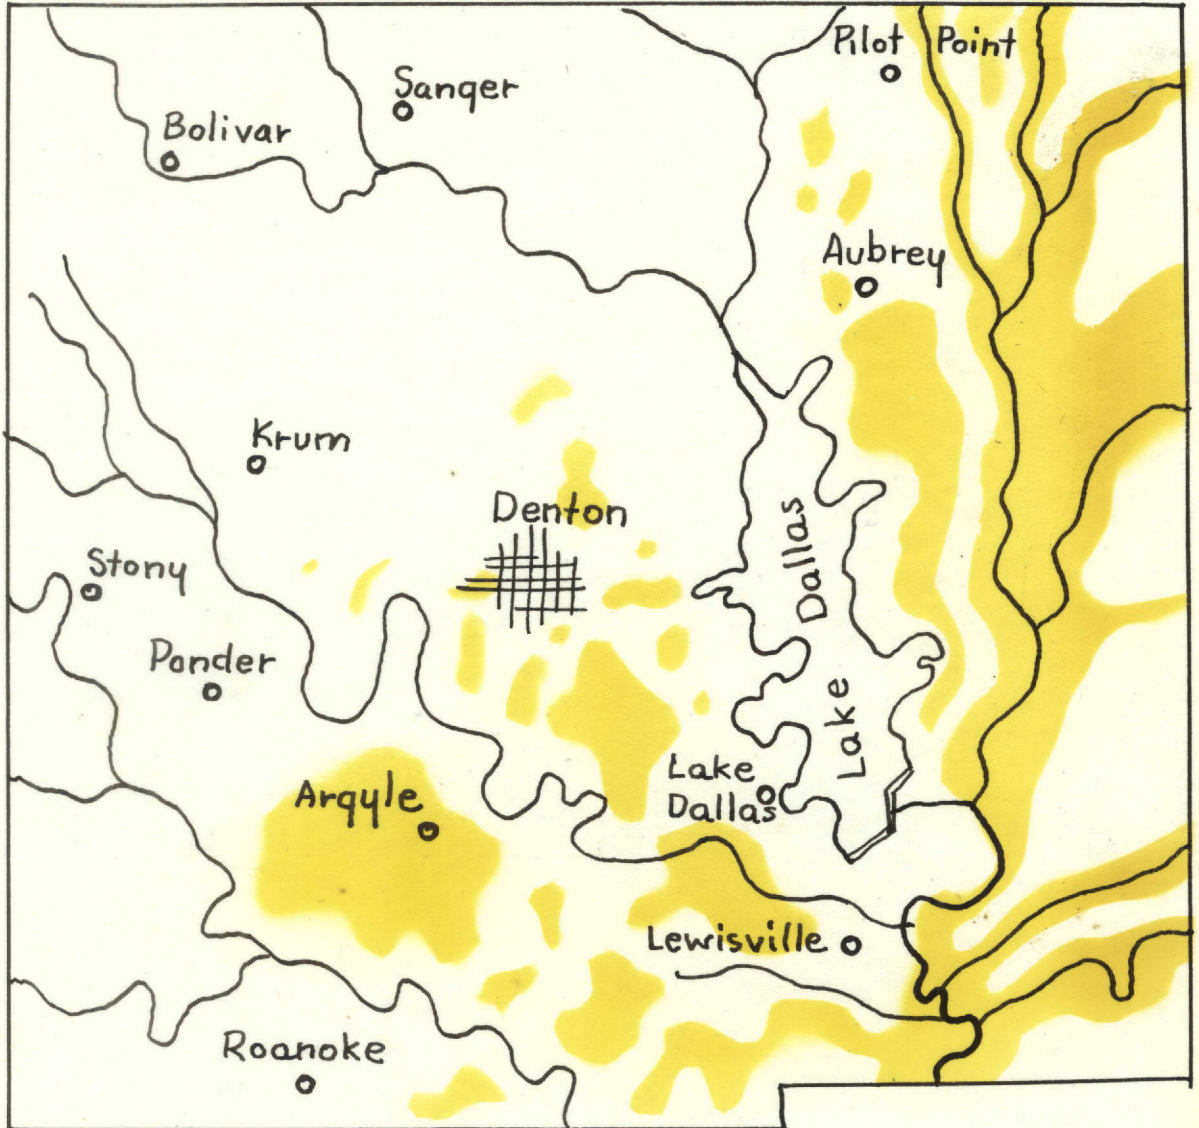 Pilot Point
Sanger
Bolivar
Aubrey
Krum
Denton
Stony
Ponder
Lake Dallas
Argyle
Lake
Dallas
Lewisville
Roanoke